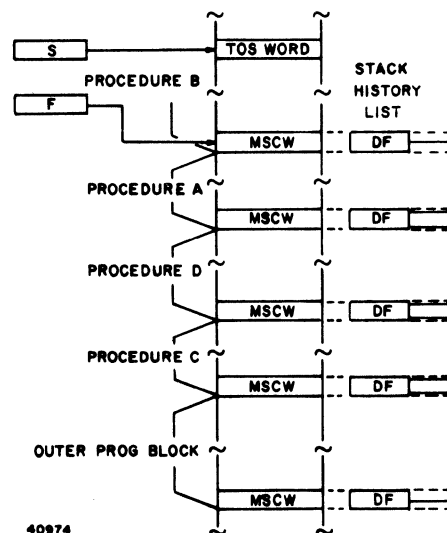 S
TOS WORD
PROCEDURE B
STACK
HISTORY
LIST
F
MSCW
DF
PROCEDURE A
MSCW
DF
PROCEDURE D
MSCW
DF
PROCEDURE C
MSCW
DF
OUTER PROG BLOCK
MSCW
DF
40974